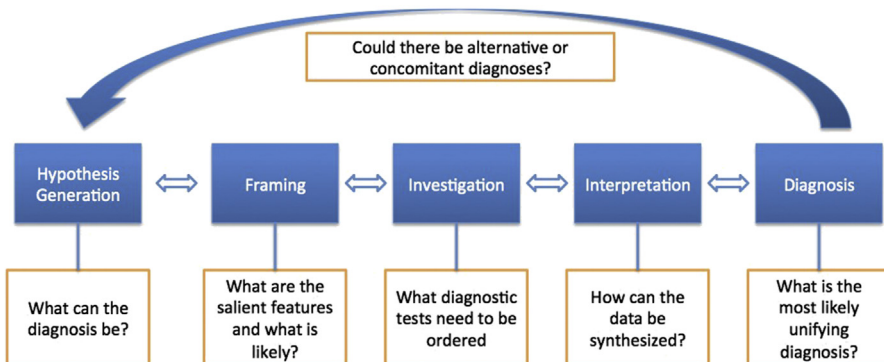 Could there be alternative or
concomitant diagnoses?
Hypothesis
Generation
Framing
Investigation
Interpretation
Diagnosis
What can the
diagnosis be?
What are the
salient features
and what is
likely?
What diagnostic
tests need to be
ordered
How can the
data be
synthesized?
What is the
most likely
unifying
diagnosis?